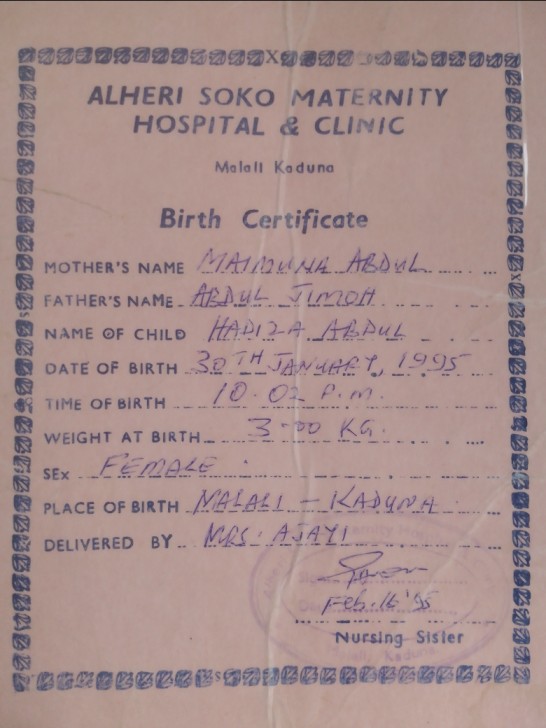 ALHERI SOKO MATERNITY
HOSPITAL & CLINIC
Malali Kaduna
Birth Certificate
MOTHER'S NAME MAIMUNA ABDUL
FATHER'S NAME ABDUL JIMOH
NAME OF CHILD HADIZA ABDUL
DATE OF BIRTH 30TH JANUARY, 1995
TIME OF BIRTH 10.02 P.m.
WEIGHT AT BIRTH 3.00 KG.
SEX FEMALE
PLACE OF BIRTH MALALI - KADUNA
DELIVERED BY MRS. AJAYI
Feb. 16 '95
Nursing Sister